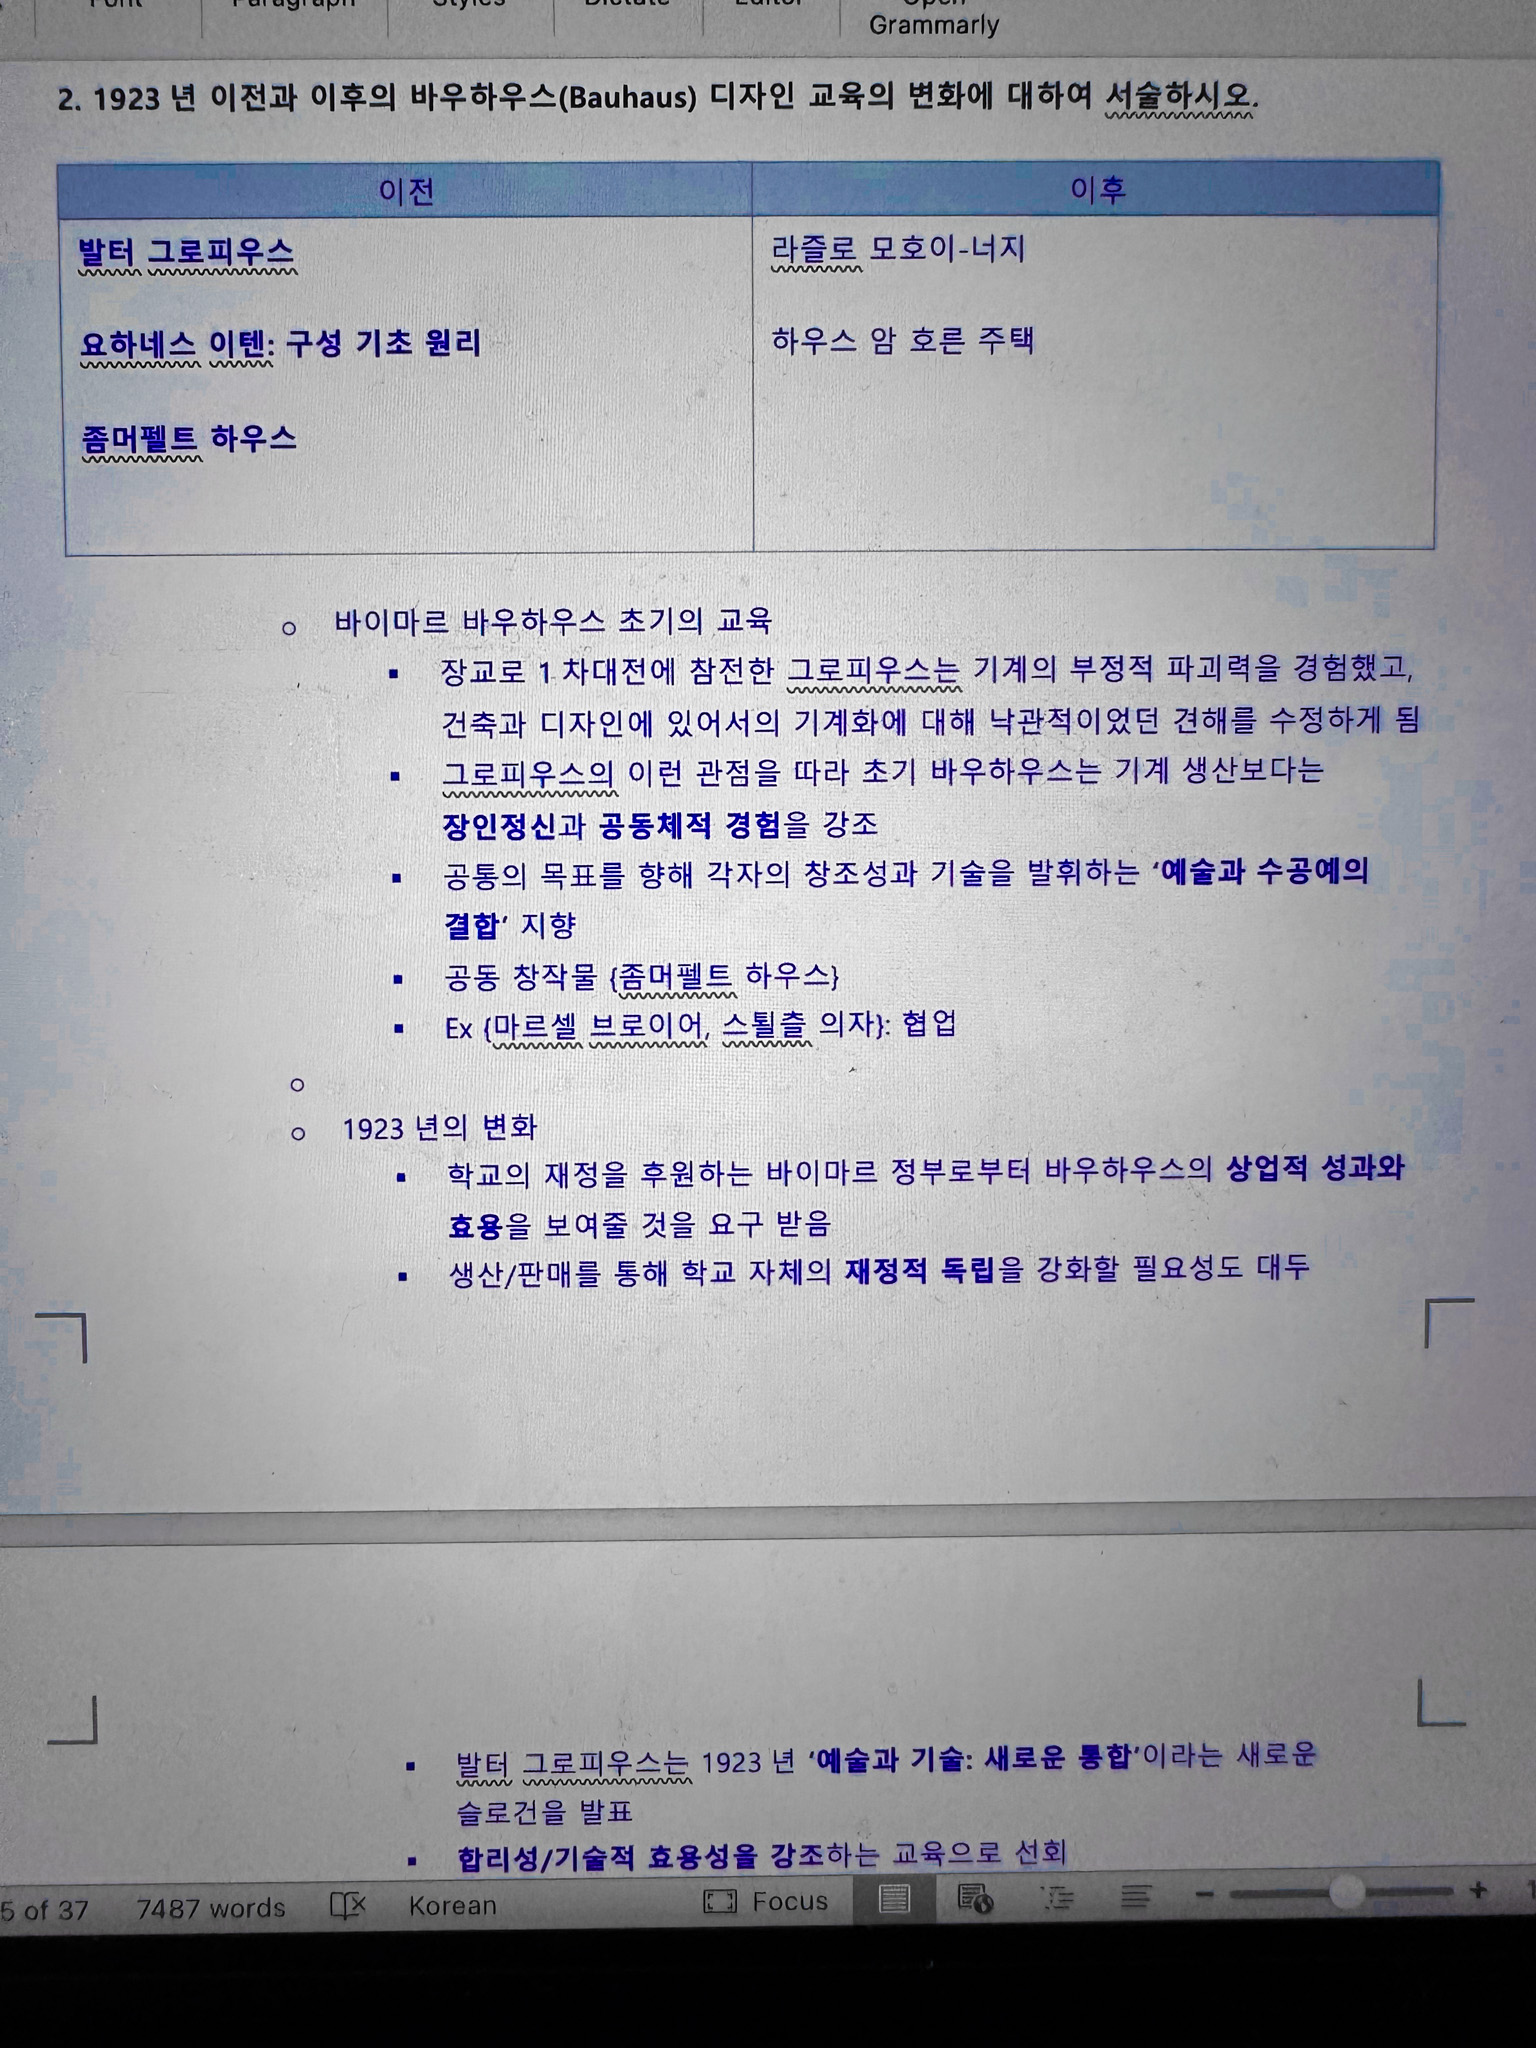 Font Paragraph Styles Dictate Editor Open
Grammarly
2. 1923 년 이전과 이후의 바우하우스(Bauhaus) 디자인 교육의 변화에 대하여 서술하시오.
이전 이후
발터 그로피우스 라즐로 모호이-너지
요하네스 이텐: 구성 기초 원리 하우스 암 호른 주택
좀머펠트 하우스
바이마르 바우하우스 초기의 교육
장교로 1 차대전에 참전한 그로피우스는 기계의 부정적 파괴력을 경험했고,
건축과 디자인에 있어서의 기계화에 대해 낙관적이었던 견해를 수정하게 됨
그로피우스의 이런 관점을 따라 초기 바우하우스는 기계 생산보다는
장인정신과 공동체적 경험을 강조
공통의 목표를 향해 각자의 창조성과 기술을 발휘하는 ‘예술과 수공예의
결합’ 지향
공동 창작물 {좀머펠트 하우스}
Ex {마르셀 브로이어, 스퇼츨 의자}: 협업
1923 년의 변화
학교의 재정을 후원하는 바이마르 정부로부터 바우하우스의 상업적 성과와
효용을 보여줄 것을 요구 받음
생산/판매를 통해 학교 자체의 재정적 독립을 강화할 필요성도 대두
발터 그로피우스는 1923 년 ‘예술과 기술: 새로운 통합’이라는 새로운
슬로건을 발표
합리성/기술적 효용성을 강조하는 교육으로 선회
5 of 37 7487 words Korean Focus